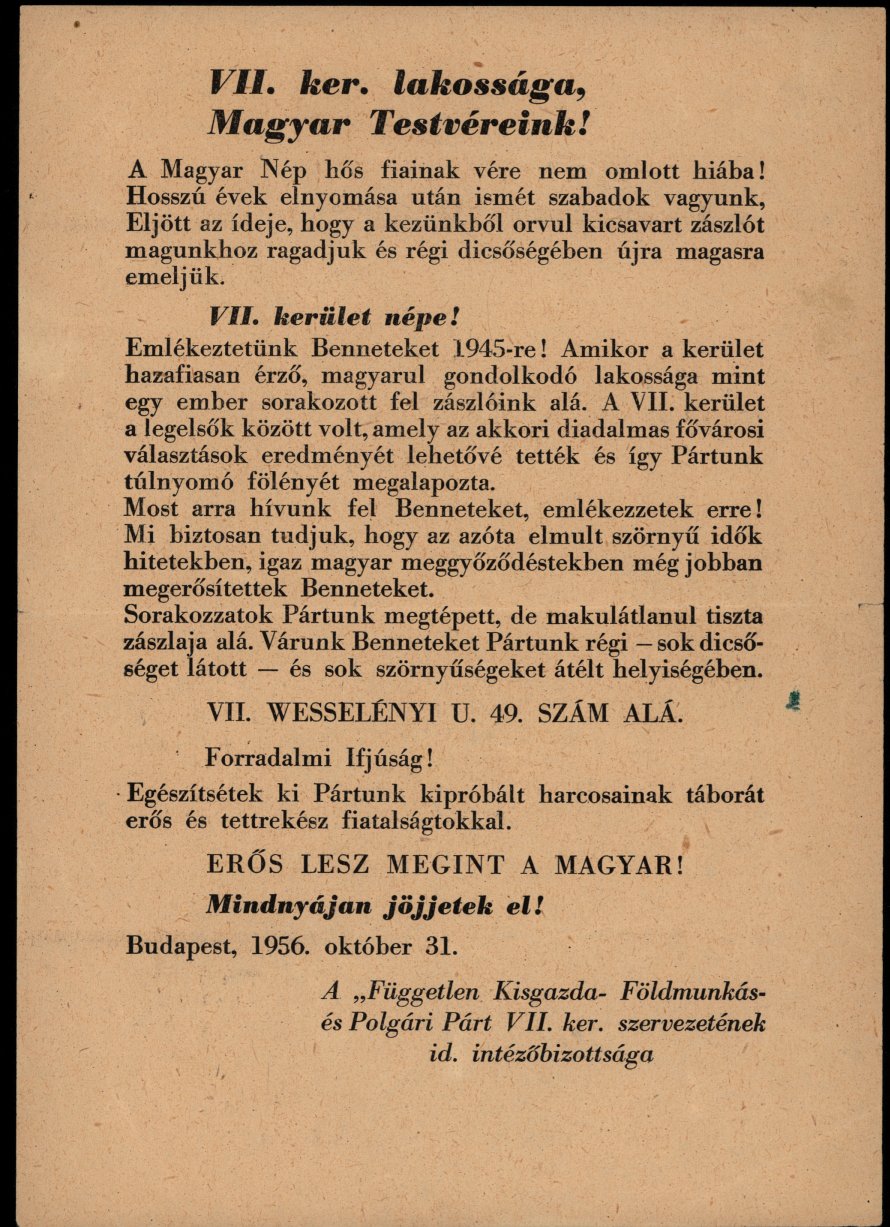 VII. ker. lakossága,
Magyar Testvéreink!
A Magyar Nép hős fiainak vére nem omlott hiába!
Hosszú évek elnyomása után ismét szabadok vagyunk,
Eljött az ídeje, hogy a kezünkből orvul kicsavart zászlót
magunkhoz ragadjuk és régi dicsőségében újra magasra
emeljük.
VII. kerület népe!
Emlékeztetünk Benneteket 1945-re! Amikor a kerület
hazafiasan érző, magyarul gondolkodó lakossága mint
egy ember sorakozott fel zászlóink alá. A VII. kerület
a legelsők között volt, amely az akkori diadalmas fővárosi
választások eredményét lehetővé tették és így Pártunk
túlnyomó fölényét megalapozta.
Most arra hívunk fel Benneteket, emlékezzetek erre!
Mi biztosan tudjuk, hogy az azóta elmult szörnyű idők
hitetekben, igaz magyar meggyőződéstekben még jobban
megerősítettek Benneteket.
Sorakozzatok Pártunk megtépett, de makulátlanul tiszta
zászlaja alá. Várunk Benneteket Pártunk régi — sok dicső-
séget látott — és sok szörnyűségeket átélt helyiségében.
VII. WESSELÉNYI U. 49. SZÁM ALÁ.
Forradalmi Ifjúság!
Egészítsétek ki Pártunk kipróbált harcosainak táborát
erős és tettrekész fiatalságtokkal.
ERŐS LESZ MEGINT A MAGYAR!
Mindnyájan jöjjetek el!
Budapest, 1956. október 31.
A „Független Kisgazda- Földmunkás-
és Polgári Párt VII. ker. szervezetének
id. intézőbizottsága